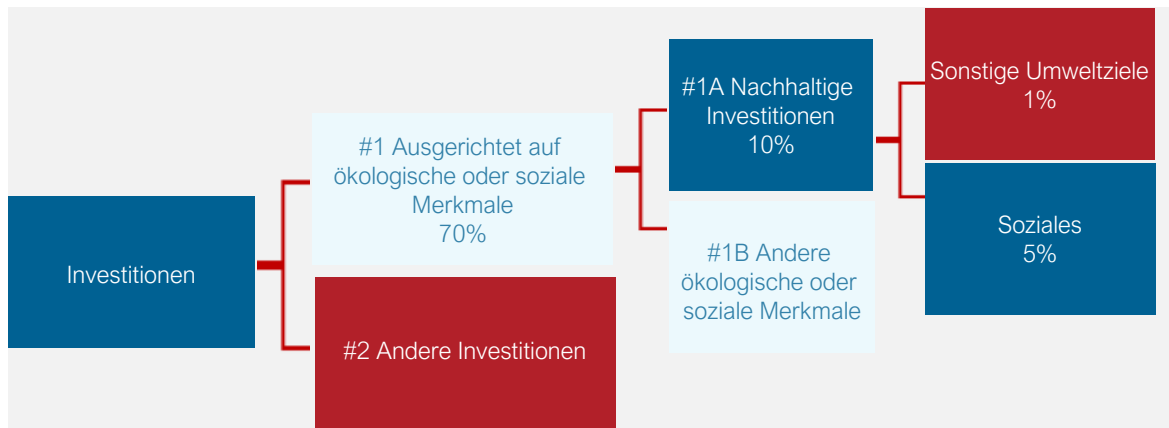 Investitionen
#1 Ausgerichtet auf
ökologische oder soziale
Merkmale
70%
#2 Andere Investitionen
#1A Nachhaltige
Investitionen
10%
#1B Andere
ökologische oder
soziale Merkmale
Sonstige Umweltziele
1%
Soziales
5%